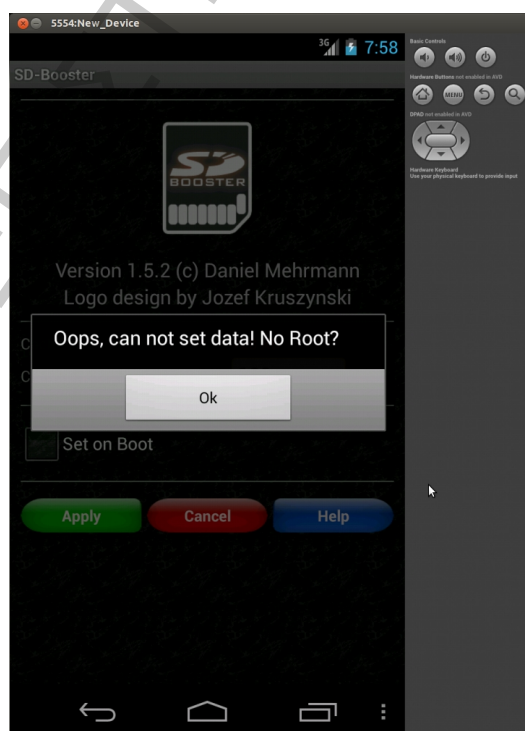 5554:New_Device
3G 7:58
SD-Booster
SD
BOOSTER
Version 1.5.2 (c) Daniel Mehrmann
Logo design by Jozef Kruszynski
Oops, can not set data! No Root?
C
C
Ok
Set on Boot
Apply
Cancel
Help
Basic Controls
Hardware Buttons not enabled in AVD
MENU
DPAD not enabled in AVD
Hardware Keyboard
Use your physical keyboard to provide input